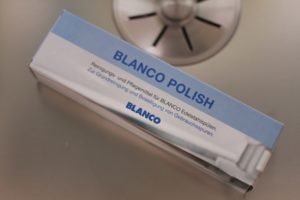 BLANCO POLISH
Reinigungs- und Pflegemittel für BLANCO Edelstahlspülen.
Zur Grundreinigung und Beseitigung von Gebrauchsspuren.
BLANCO